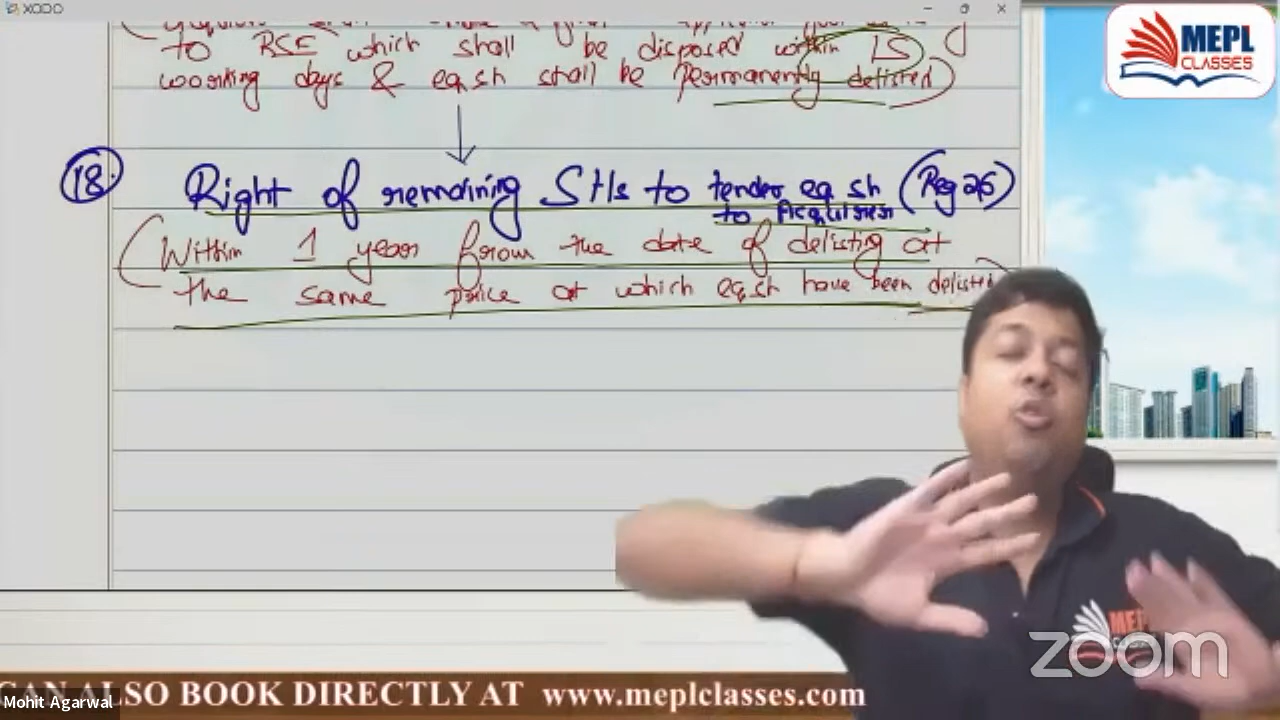 XODO
MEPL
CLASSES
to RSE which shall be disposed within 15
working days & eq sh shall be permanently delisted)
18 Right of remaining SHs to tender eq sh (Reg 26)
to Acquirer
(Within 1 year from the date of delisting at
the same price at which eq sh have been delisted
MEPL
zoom
CAN ALSO BOOK DIRECTLY AT www.meplclasses.com
Mohit Agarwal